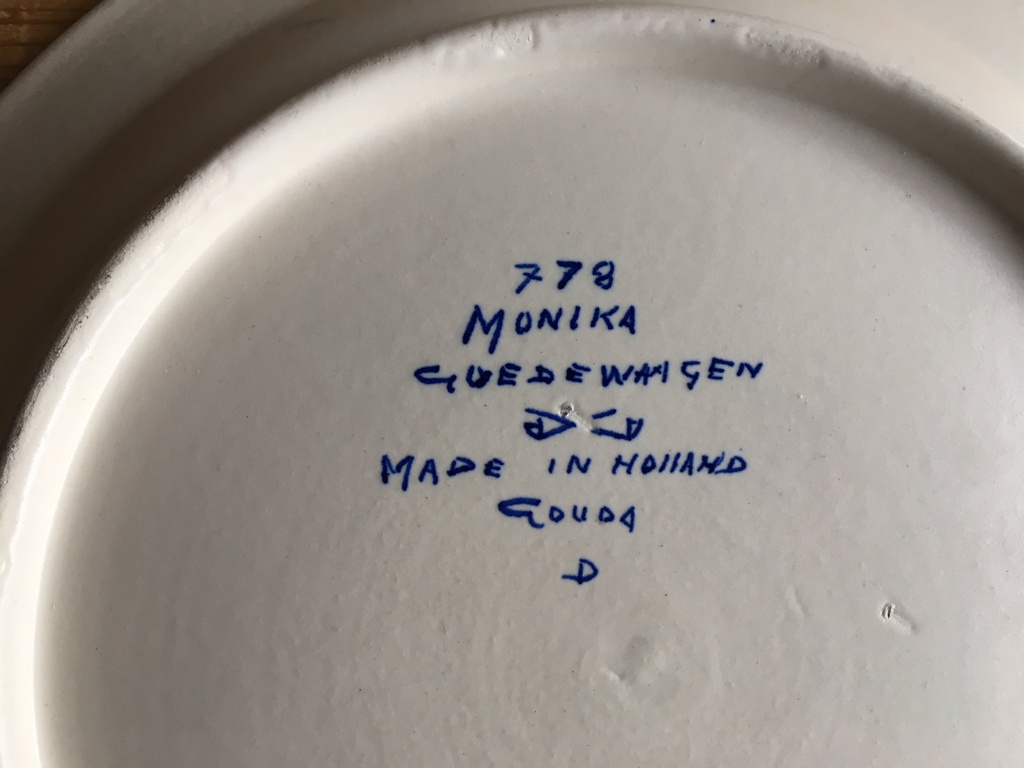 778
MONIKA
GOEDEWAAGEN
MADE IN HOLLAND
GOUDA
D